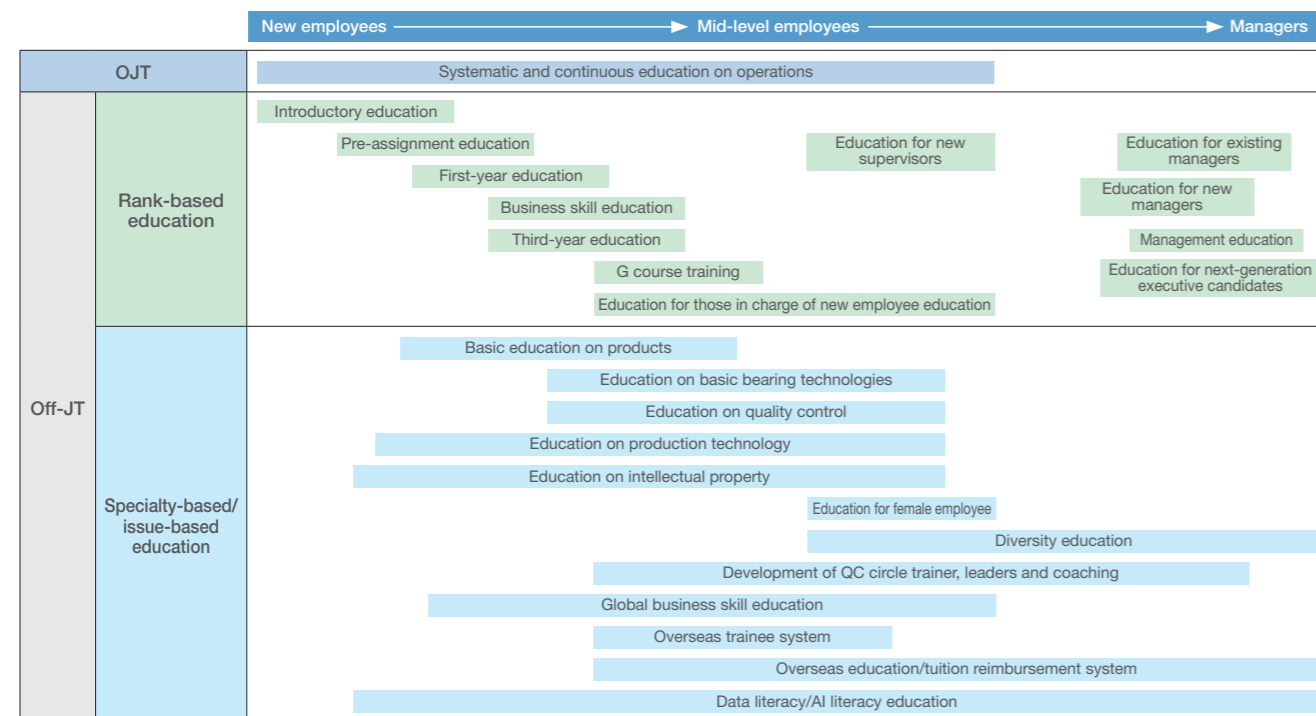 New employees
Mid-level employees
Managers
OJT
Systematic and continuous education on operations
Off-JT
Rank-based
education
Introductory education
Pre-assignment education
Education for new
supervisors
Education for existing
managers
First-year education
Education for new
managers
Business skill education
Third-year education
Management education
G course training
Education for next-generation
executive candidates
Education for those in charge of new employee education
Specialty-based/
issue-based
education
Basic education on products
Education on basic bearing technologies
Education on quality control
Education on production technology
Education on intellectual property
Education for female employee
Diversity education
Development of QC circle trainer, leaders and coaching
Global business skill education
Overseas trainee system
Overseas education/tuition reimbursement system
Data literacy/AI literacy education